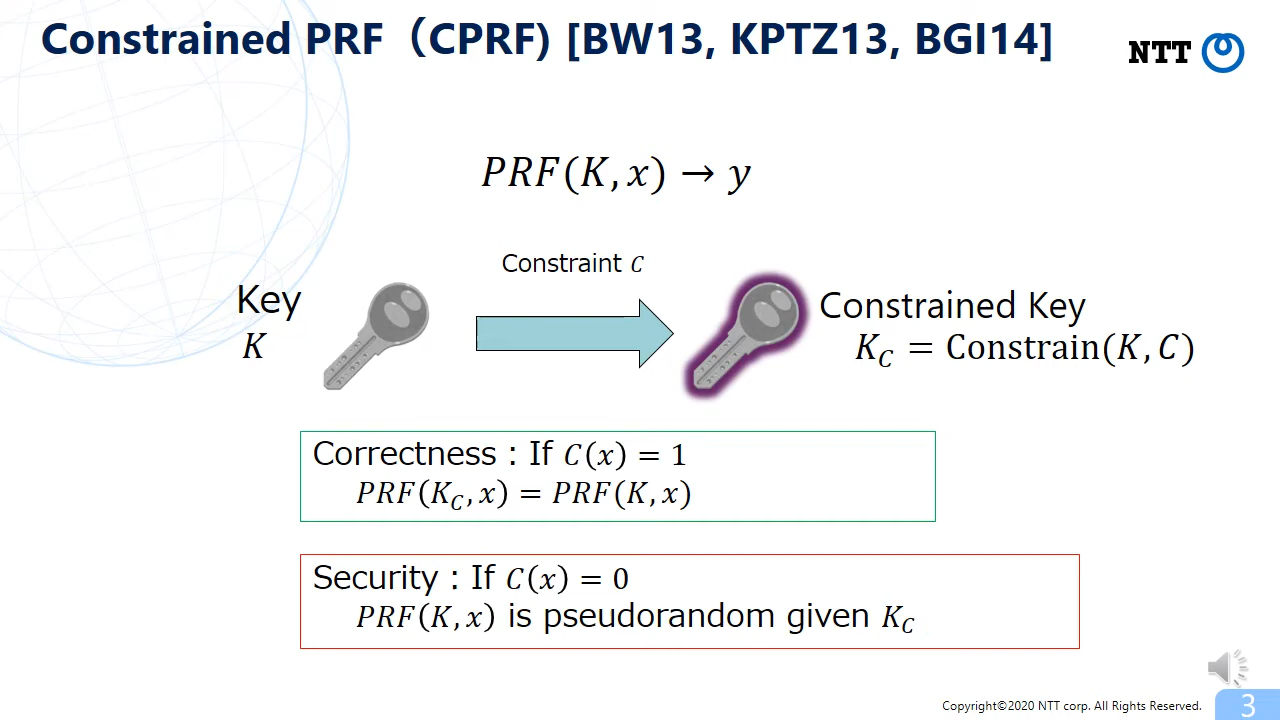 Constrained PRF（CPRF) [BW13, KPTZ13, BGI14]
NTT
PRF(K, x) → y
Constraint C
Key
K
Constrained Key
K_C = Constrain(K, C)
Correctness : If C(x) = 1
PRF(K_C, x) = PRF(K, x)
Security : If C(x) = 0
PRF(K, x) is pseudorandom given K_C
Copyright©2020 NTT corp. All Rights Reserved.
3